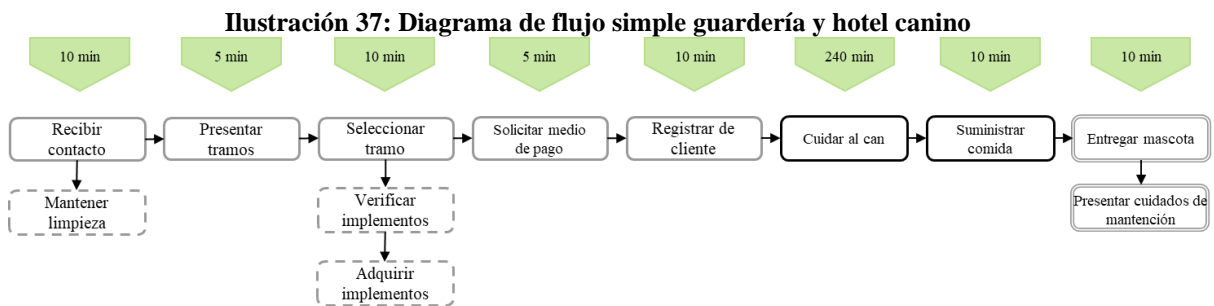 Ilustración 37: Diagrama de flujo simple guardería y hotel canino
10 min
5 min
10 min
5 min
10 min
240 min
10 min
10 min
Recibir
contacto
Presentar
tramos
Seleccionar
tramo
Solicitar medio
de pago
Registrar de
cliente
Cuidar al can
Suministrar
comida
Entregar mascota
Mantener
limpieza
Verificar
implementos
Presentar cuidados de
mantención
Adquirir
implementos